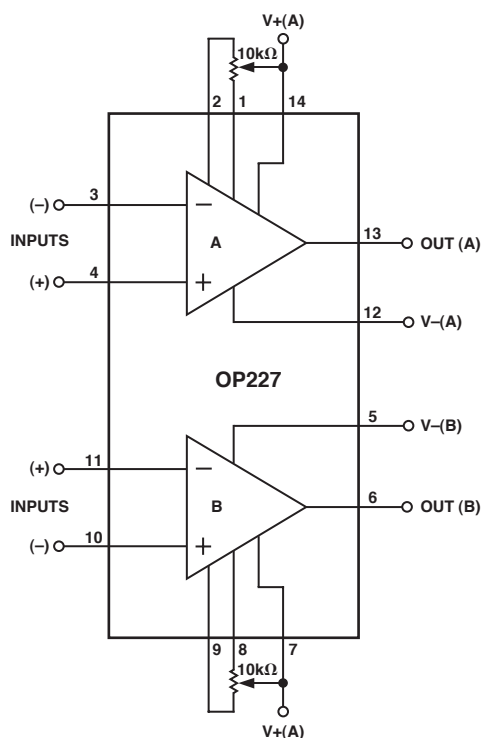 V+(A)
10kΩ
2 1 14
3
(–)
–
INPUTS
A
13
OUT (A)
4
(+)
+
12
V–(A)
OP227
5
V–(B)
11
(+)
–
INPUTS
B
6
OUT (B)
10
(–)
+
9 8 7
10kΩ
V+(A)